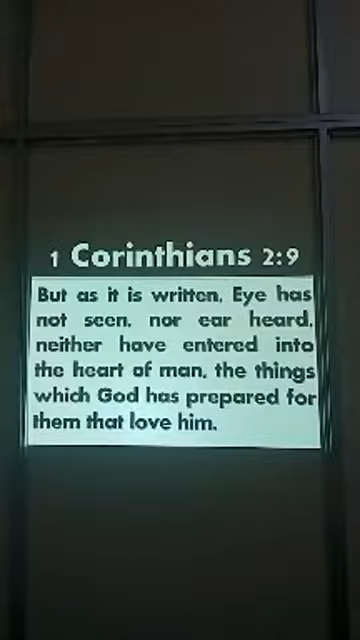 1 Corinthians 2:9
But as it is written, Eye has
not seen, nor ear heard,
neither have entered into
the heart of man, the things
which God has prepared for
them that love him.